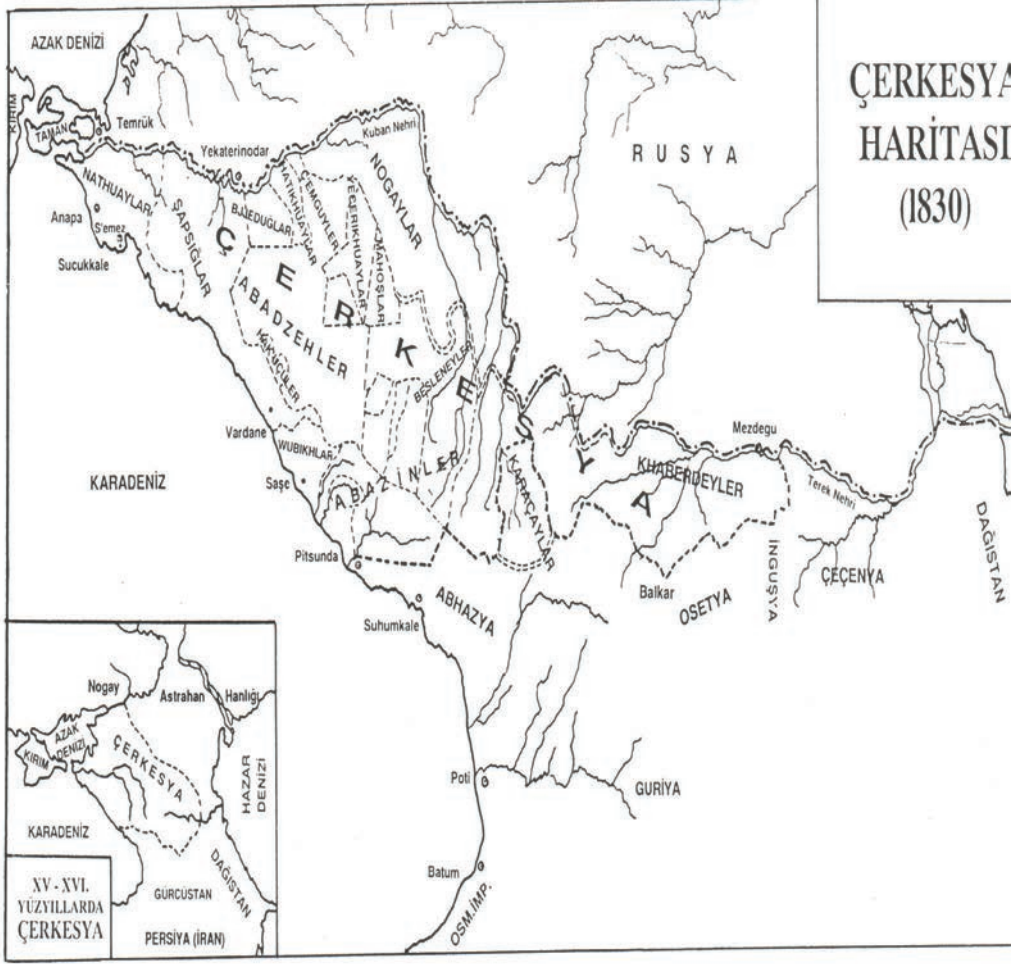 ÇERKESYA
HARİTASI
(1830)
AZAK DENİZİ
KIRIM
TAMAN
Temrük
Yekaterinodar
Kuban Nehri
RUSYA
NATHUAYLAR
ŞAPSIĞLAR
BJEDUĞLAR
HATIKHUAYLAR
ÇEMGUYLER
YEGERIKHUAYLAR
MAHOŞLAR
NOGAYLAR
Anapa
S'emez
Sucukkale
ÇERKESYA
ABADZEHLER
BESLENEYLER
Vardane
WUBIKHLAR
Saşe
ABAZİNLER
KARAÇAYLAR
KHABERDEYLER
Mezdegu
Terek Nehri
KARADENİZ
Pitsunda
ABHAZYA
Suhumkale
Balkar
OSETYA
İNGUŞYA
ÇEÇENYA
DAĞISTAN
Poti
GURİYA
Batum
OSM.İMP.
Nogay
Astrahan
Hanlığı
AZAK
DENİZİ
KIRIM
ÇERKESYA
HAZAR
DENİZİ
KARADENİZ
DAĞISTAN
GÜRCÜSTAN
PERSİYA (İRAN)
XV - XVI.
YÜZYILLARDA
ÇERKESYA